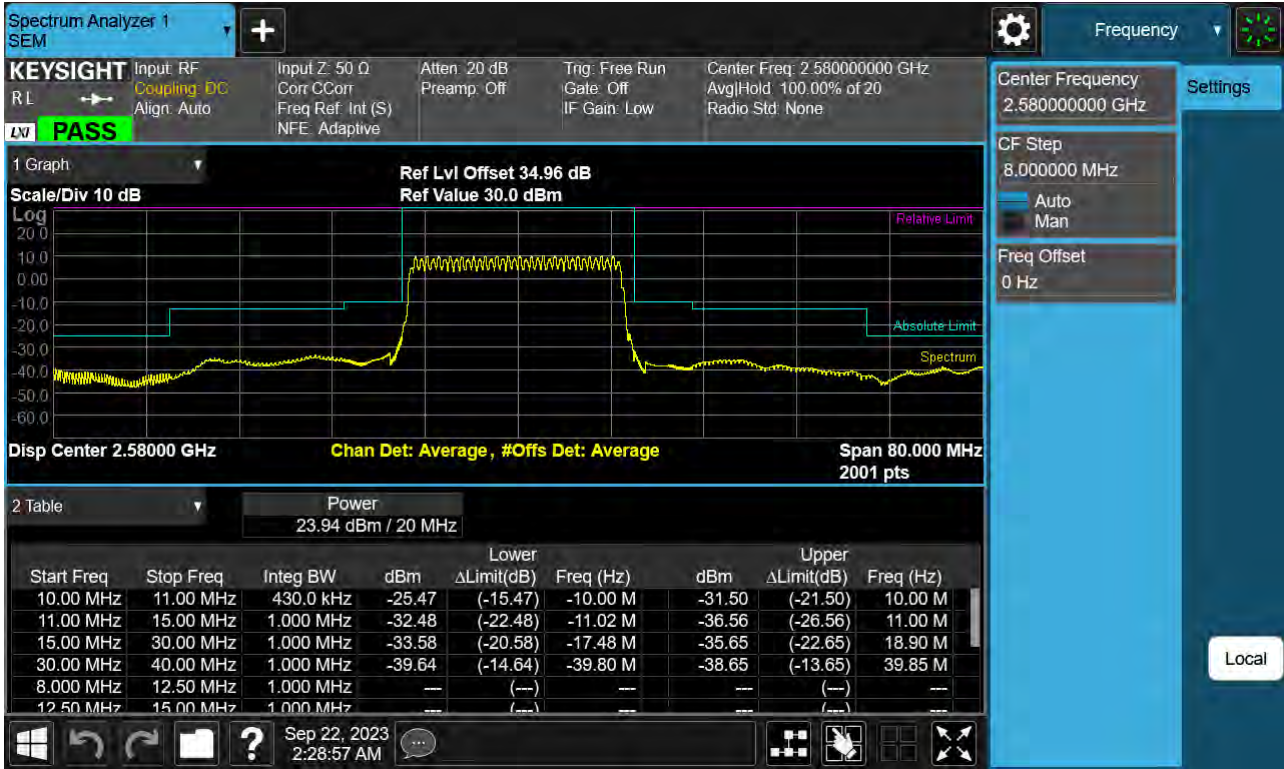 Spectrum Analyzer 1
SEM
Frequency
KEYSIGHT
R L
LXI PASS
Input: RF
Coupling: DC
Align: Auto
Input Z: 50 Ω
Corr CCorr
Freq Ref: Int (S)
NFE: Adaptive
Atten: 20 dB
Preamp: Off
Trig: Free Run
Gate: Off
IF Gain: Low
Center Freq: 2.580000000 GHz
Avg|Hold: 100.00% of 20
Radio Std: None
Center Frequency
2.580000000 GHz
Settings
CF Step
8.000000 MHz
Auto
Man
Freq Offset
0 Hz
Local
1 Graph
Scale/Div 10 dB
Ref Lvl Offset 34.96 dB
Ref Value 30.0 dBm
Log
20.0
10.0
0.00
-10.0
-20.0
-30.0
-40.0
-50.0
-60.0
Relative Limit
Absolute Limit
Spectrum
Disp Center 2.58000 GHz
Chan Det: Average, #Offs Det: Average
Span 80.000 MHz
2001 pts
2 Table
Power
23.94 dBm / 20 MHz
Lower Upper
Start Freq Stop Freq Integ BW dBm ΔLimit(dB) Freq (Hz) dBm ΔLimit(dB) Freq (Hz)
10.00 MHz 11.00 MHz 430.0 kHz -25.47 (-15.47) -10.00 M -31.50 (-21.50) 10.00 M
11.00 MHz 15.00 MHz 1.000 MHz -32.48 (-22.48) -11.02 M -36.56 (-26.56) 11.00 M
15.00 MHz 30.00 MHz 1.000 MHz -33.58 (-20.58) -17.48 M -35.65 (-22.65) 18.90 M
30.00 MHz 40.00 MHz 1.000 MHz -39.64 (-14.64) -39.80 M -38.65 (-13.65) 39.85 M
8.000 MHz 12.50 MHz 1.000 MHz --- (---) --- --- (---) ---
12.50 MHz 15.00 MHz 1.000 MHz --- (---) --- --- (---) ---
?
Sep 22, 2023
2:28:57 AM